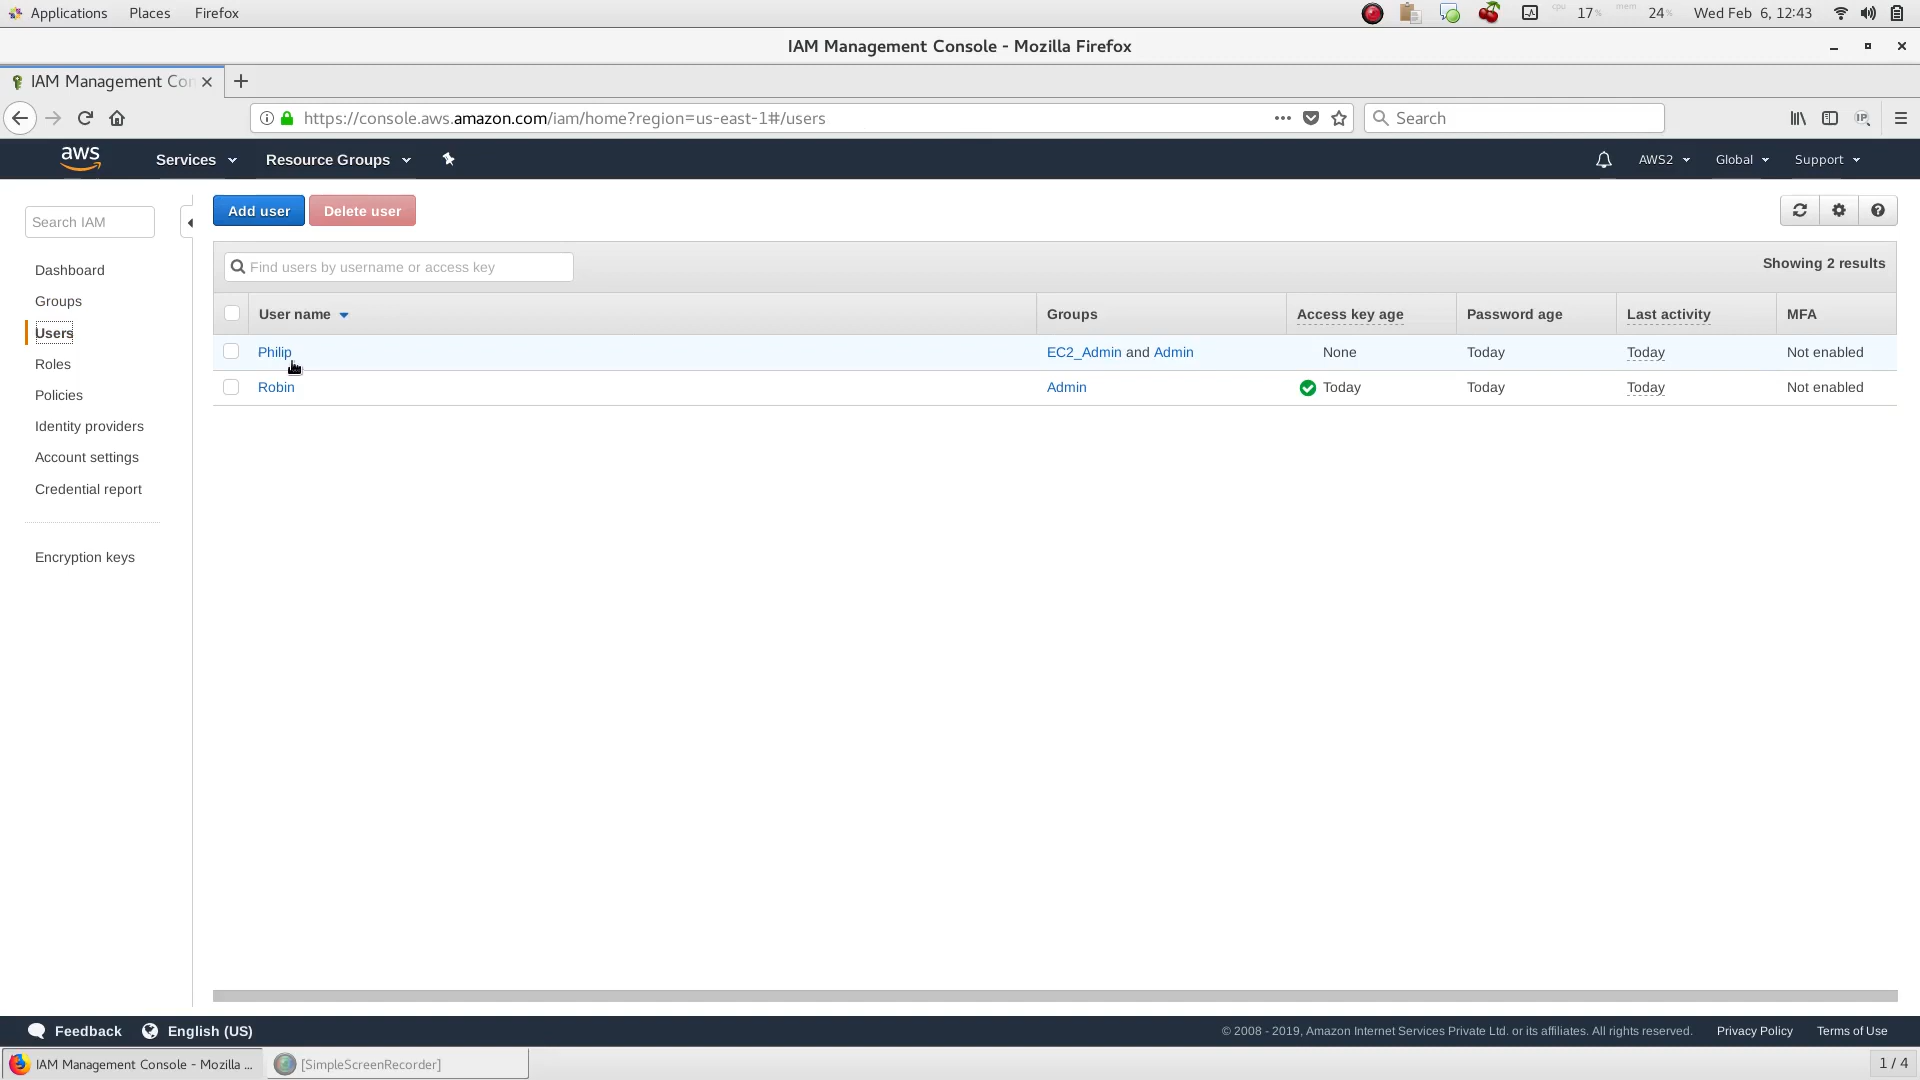 Applications Places Firefox
cpu 17% mem 24% Wed Feb 6, 12:43
IAM Management Console - Mozilla Firefox
IAM Management Con
https://console.aws.amazon.com/iam/home?region=us-east-1#/users
Search
IP
aws Services Resource Groups AWS2 Global Support
Search IAM
Dashboard
Groups
Users
Roles
Policies
Identity providers
Account settings
Credential report
Encryption keys
Add user Delete user
Find users by username or access key Showing 2 results
User name Groups Access key age Password age Last activity MFA
Philip EC2_Admin and Admin None Today Today Not enabled
Robin Admin Today Today Today Not enabled
Feedback English (US) © 2008 - 2019, Amazon Internet Services Private Ltd. or its affiliates. All rights reserved. Privacy Policy Terms of Use
IAM Management Console - Mozilla ... [SimpleScreenRecorder] 1 / 4